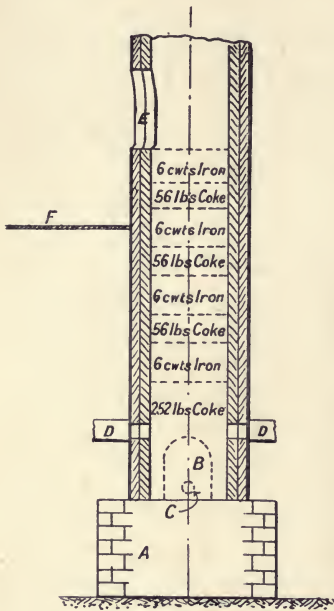 E
6 cwts Iron
56 lbs Coke
F
6 cwts Iron
56 lbs Coke
6 cwts Iron
56 lbs Coke
6 cwts Iron
252 lbs Coke
D
D
B
C
A